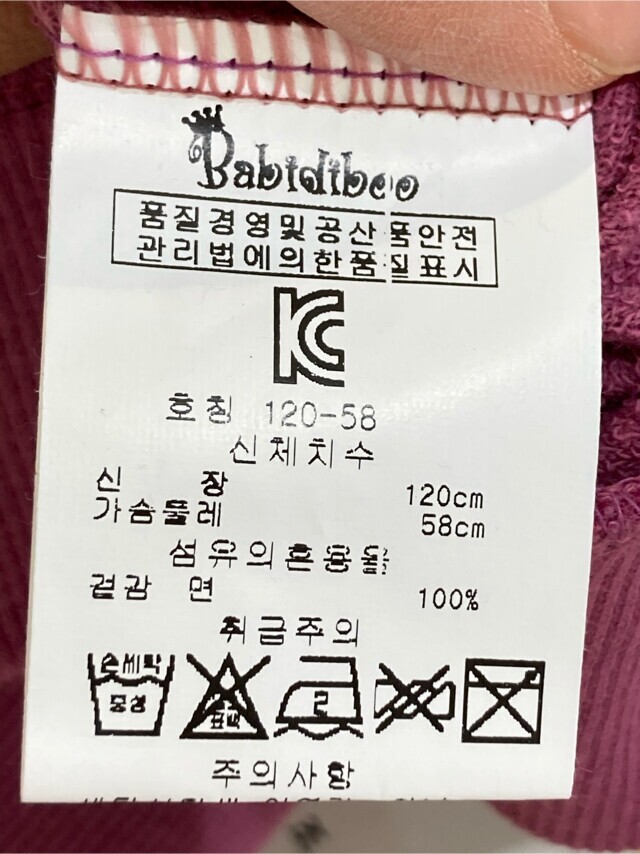 Babidiboo
품질경영및공산품안전
관리법에의한품질표시
KC
호칭 120-58
신체치수
신 장 120cm
가슴둘레 58cm
섬유의혼용율
겉감 면 100%
취급주의
손세탁
중성
표백
2
주의사항